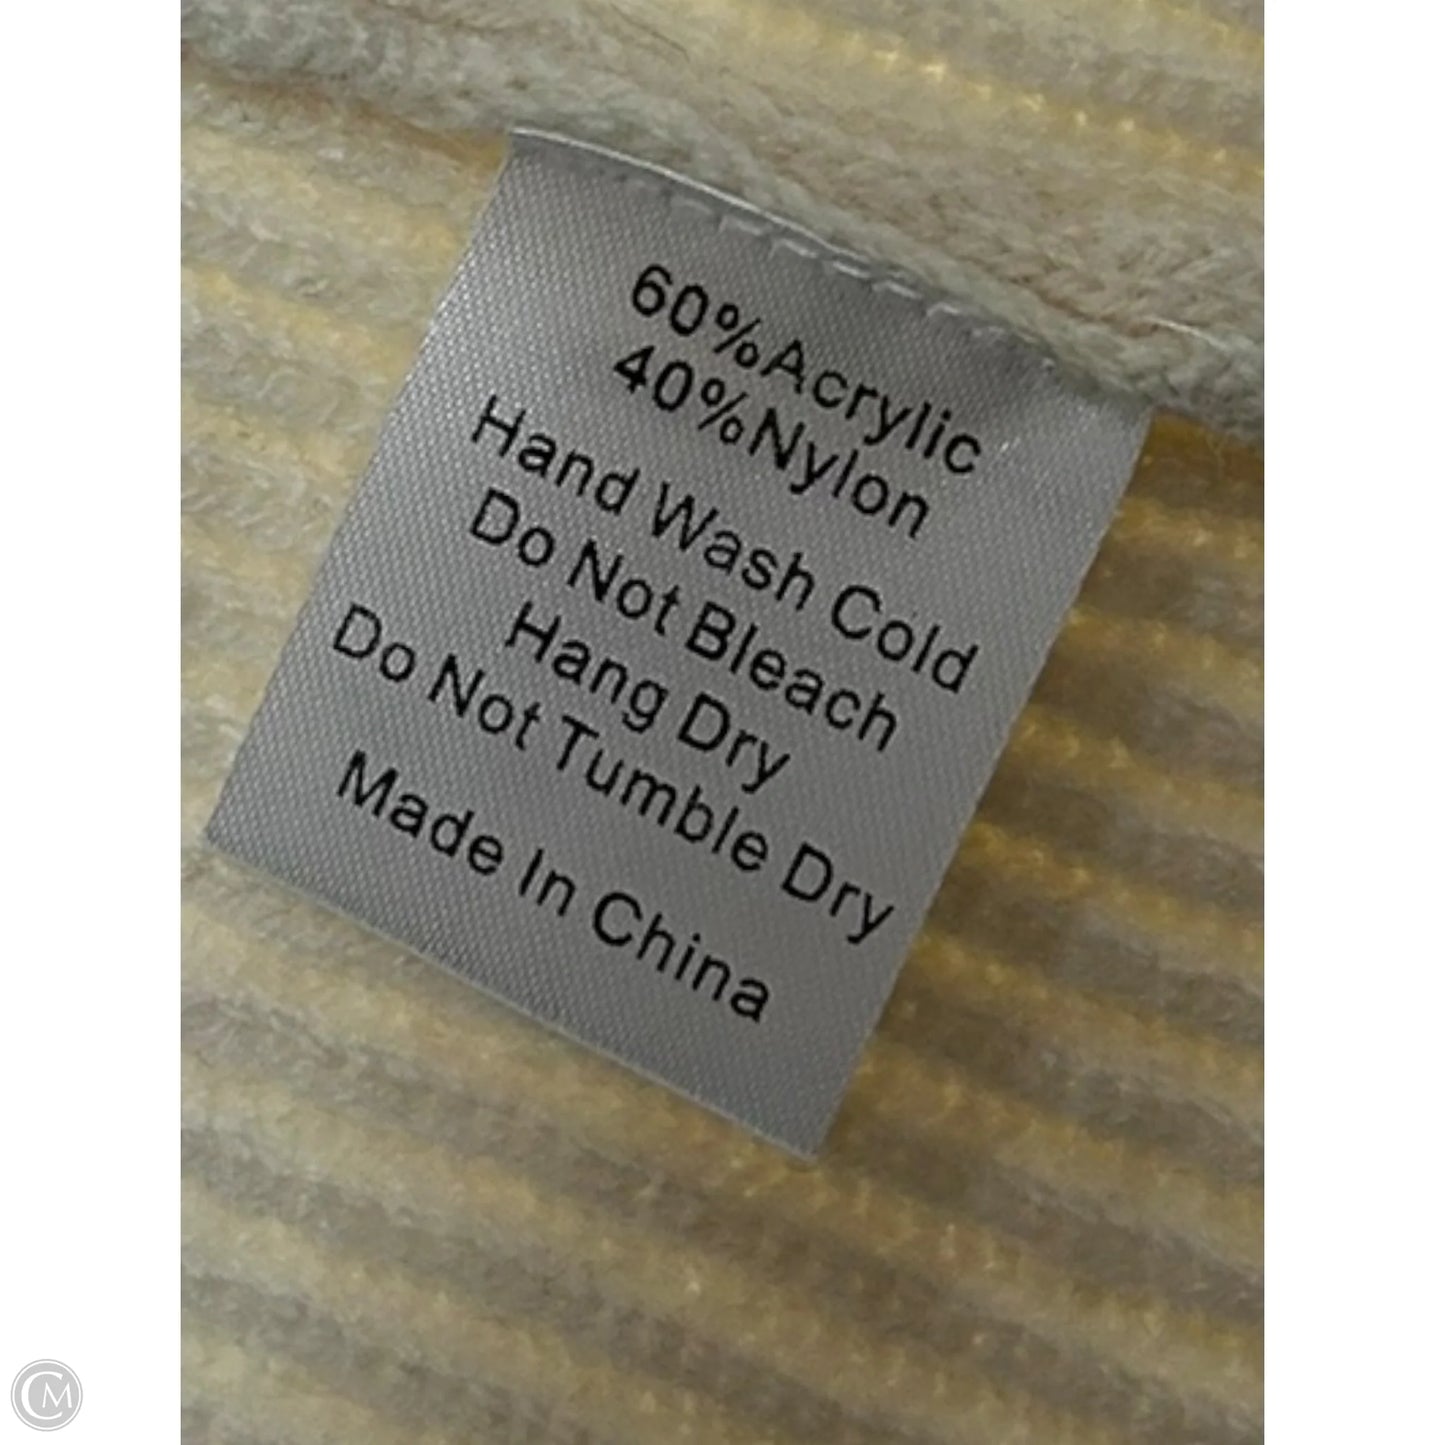 60%Acrylic
40%Nylon
Hand Wash Cold
Do Not Bleach
Hang Dry
Do Not Tumble Dry
Made In China
CM